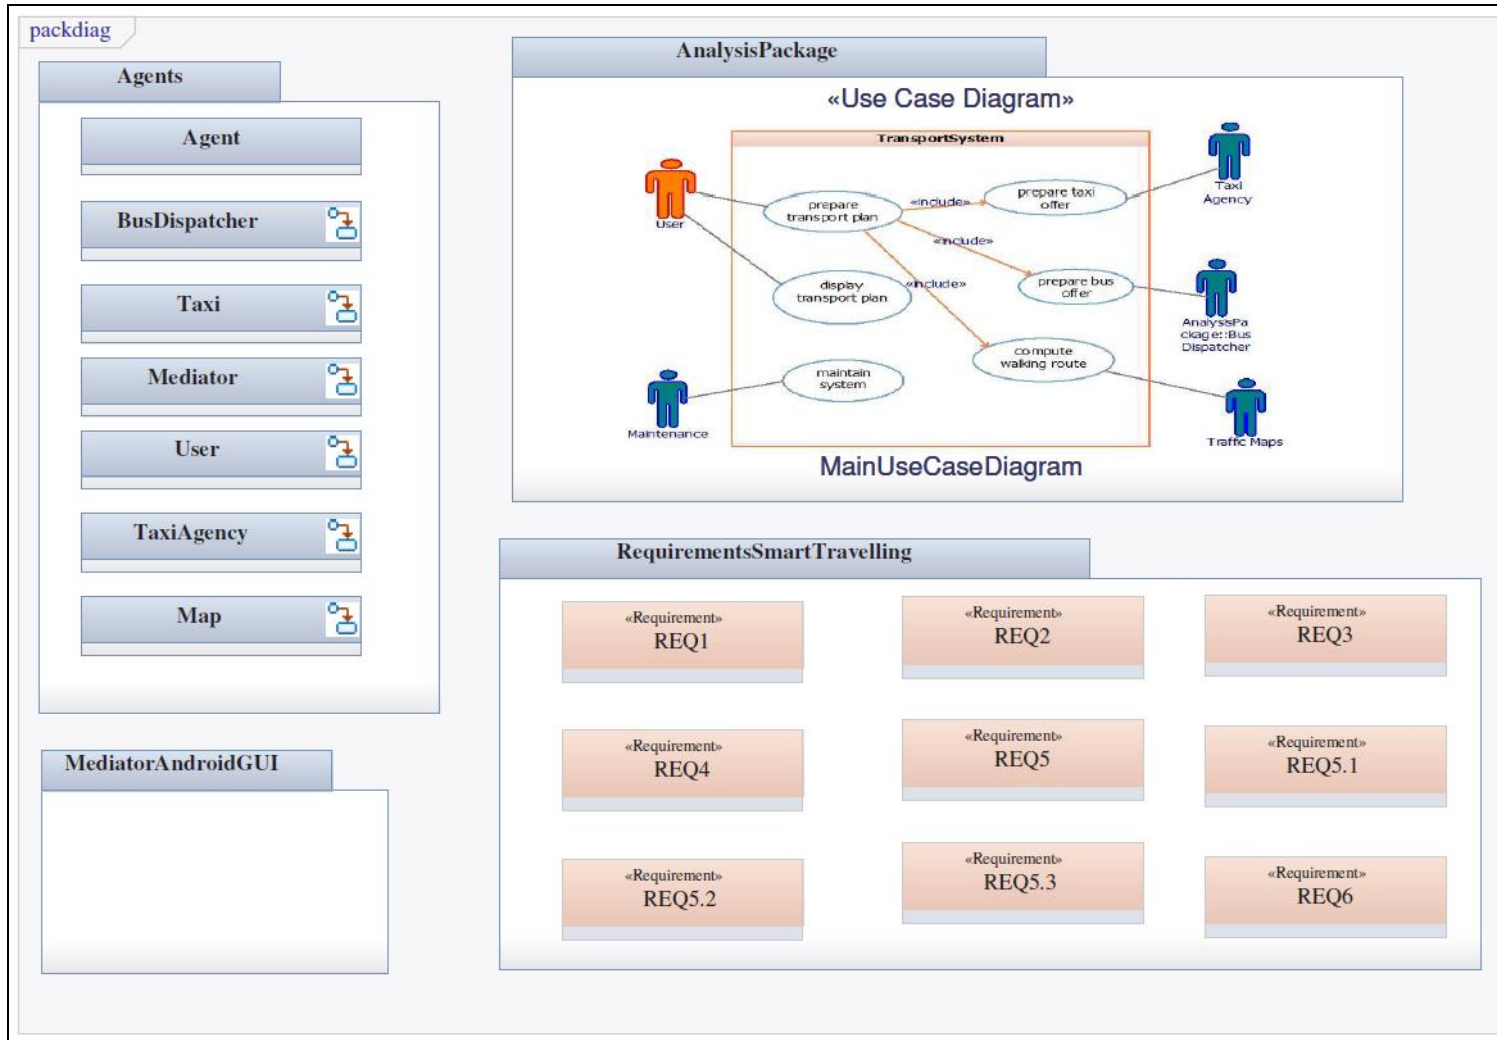 packdiag
Agents
Agent
BusDispatcher
Taxi
Mediator
User
TaxiAgency
Map
MediatorAndroidGUI
AnalysisPackage
«Use Case Diagram»
TransportSystem
User
prepare
transport plan
«include»
prepare taxi
offer
Taxi
Agency
«include»
display
transport plan
«include»
prepare bus
offer
AnalysisPa
ckage::Bus
Dispatcher
compute
walking route
maintain
system
Maintenance
Traffic Maps
MainUseCaseDiagram
RequirementsSmartTravelling
«Requirement»
REQ1
«Requirement»
REQ2
«Requirement»
REQ3
«Requirement»
REQ4
«Requirement»
REQ5
«Requirement»
REQ5.1
«Requirement»
REQ5.2
«Requirement»
REQ5.3
«Requirement»
REQ6